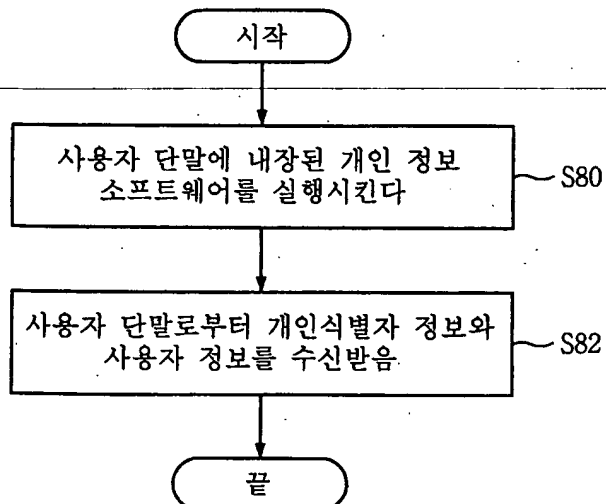 시작
사용자 단말에 내장된 개인 정보
소프트웨어를 실행시킨다
S80
사용자 단말로부터 개인식별자 정보와
사용자 정보를 수신받음
S82
끝